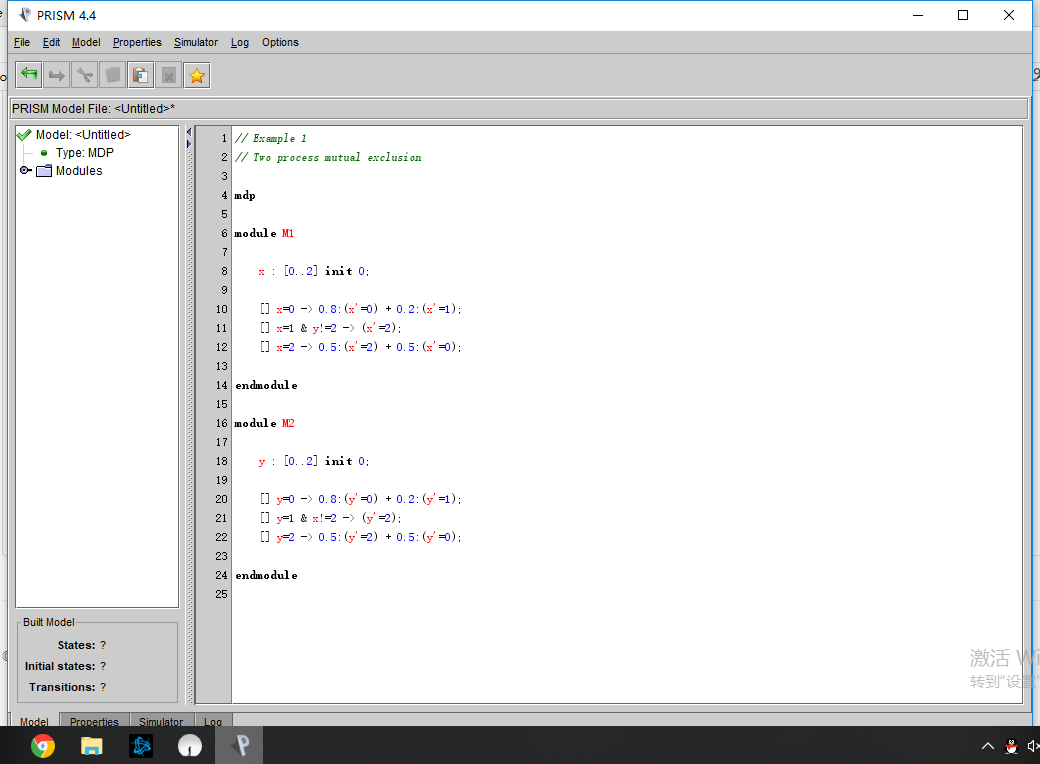 PRISM 4.4
File Edit Model Properties Simulator Log Options
PRISM Model File: <Untitled>*
Model: <Untitled>
Type: MDP
Modules
1 // Example 1
2 // Two process mutual exclusion
3
4 mdp
5
6 module M1
7
8 x : [0..2] init 0;
9
10 [] x=0 -> 0.8:(x'=0) + 0.2:(x'=1);
11 [] x=1 & y!=2 -> (x'=2);
12 [] x=2 -> 0.5:(x'=2) + 0.5:(x'=0);
13
14 endmodule
15
16 module M2
17
18 y : [0..2] init 0;
19
20 [] y=0 -> 0.8:(y'=0) + 0.2:(y'=1);
21 [] y=1 & x!=2 -> (y'=2);
22 [] y=2 -> 0.5:(y'=2) + 0.5:(y'=0);
23
24 endmodule
25
Built Model
States: ?
Initial states: ?
Transitions: ?
激活 Wi
转到"设置"
Model Properties Simulator Log